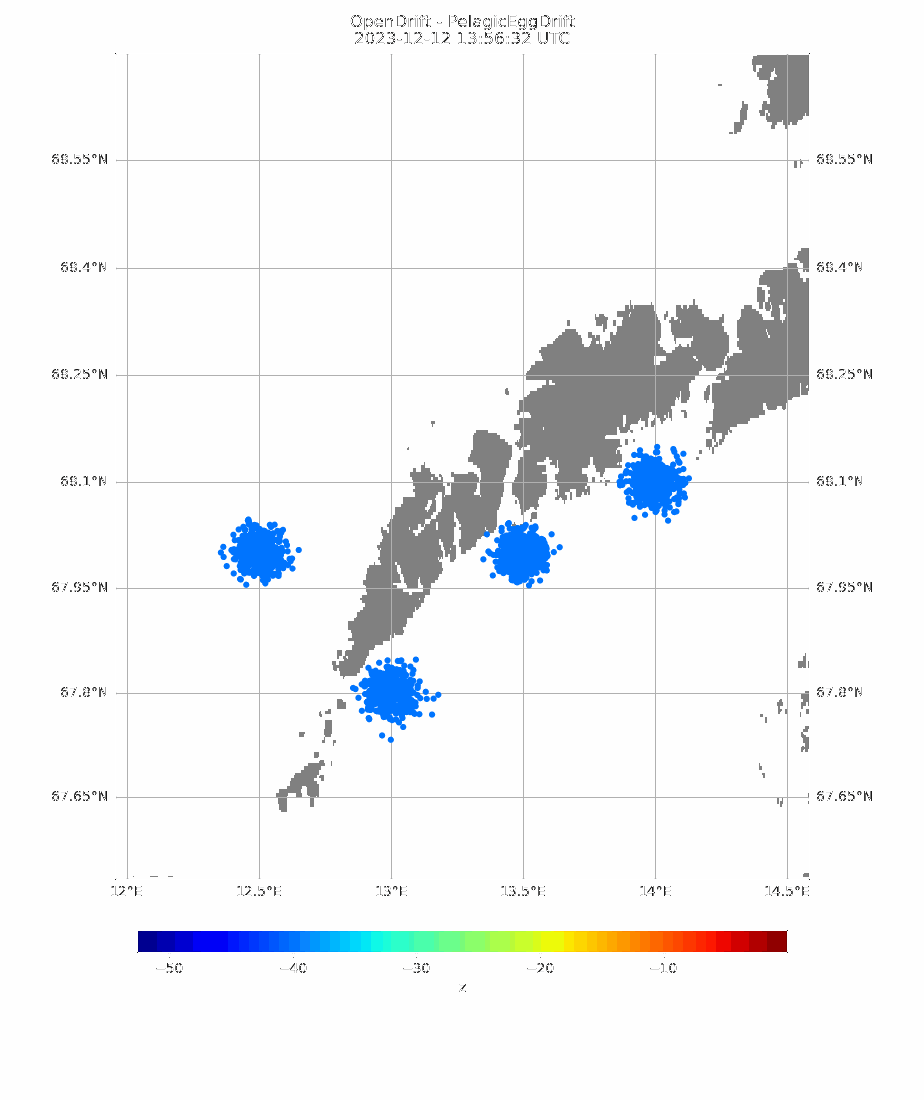 OpenDrift - PelagicEggDrift
2023-12-12 13:56:32 UTC
68.55°N 68.55°N
68.4°N 68.4°N
68.25°N 68.25°N
68.1°N 68.1°N
67.95°N 67.95°N
67.8°N 67.8°N
67.65°N 67.65°N
12°E 12.5°E 13°E 13.5°E 14°E 14.5°E
−50 −40 −30 −20 −10
z